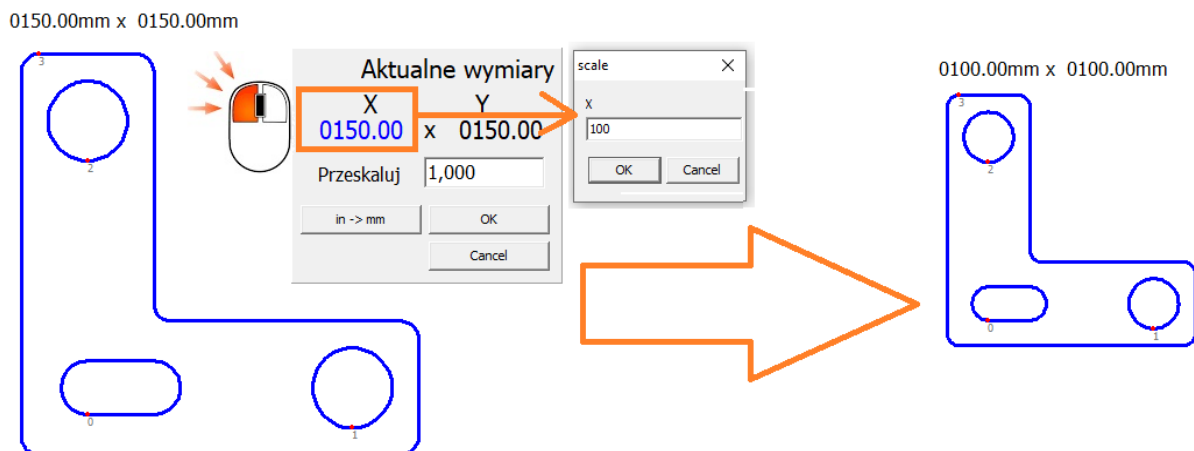 0150.00mm x 0150.00mm
3
2
0
1
Aktualne wymiary
X Y
0150.00 x 0150.00
Przeskaluj 1,000
in -> mm OK
Cancel
scale
X
100
OK Cancel
0100.00mm x 0100.00mm
3
2
0
1